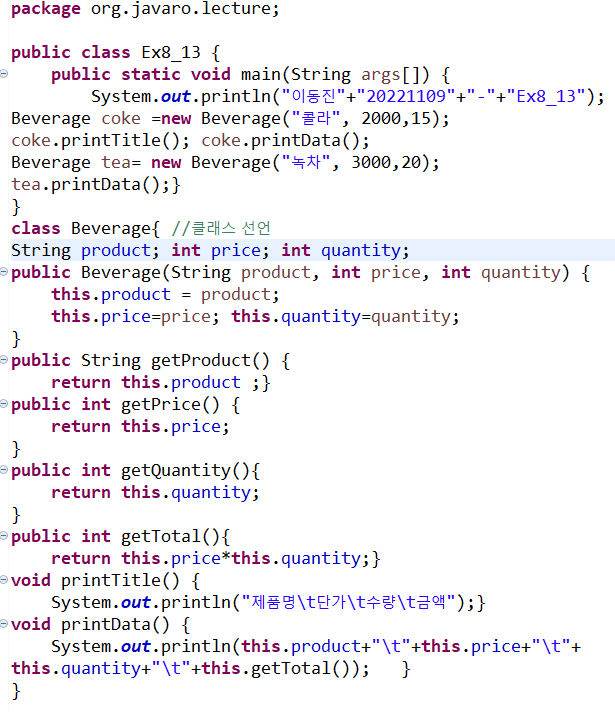 package org.javaro.lecture;
public class Ex8_13 {
public static void main(String args[]) {
System.out.println("이동진"+"20221109"+"-"+"Ex8_13");
Beverage coke =new Beverage("콜라", 2000,15);
coke.printTitle(); coke.printData();
Beverage tea= new Beverage("녹차", 3000,20);
tea.printData();}
}
class Beverage{ //클래스 선언
String product; int price; int quantity;
public Beverage(String product, int price, int quantity) {
this.product = product;
this.price=price; this.quantity=quantity;
}
public String getProduct() {
return this.product ;}
public int getPrice() {
return this.price;
}
public int getQuantity(){
return this.quantity;
}
public int getTotal(){
return this.price*this.quantity;}
void printTitle() {
System.out.println("제품명\t단가\t수량\t금액");}
void printData() {
System.out.println(this.product+"\t"+this.price+"\t"+
this.quantity+"\t"+this.getTotal()); }
}